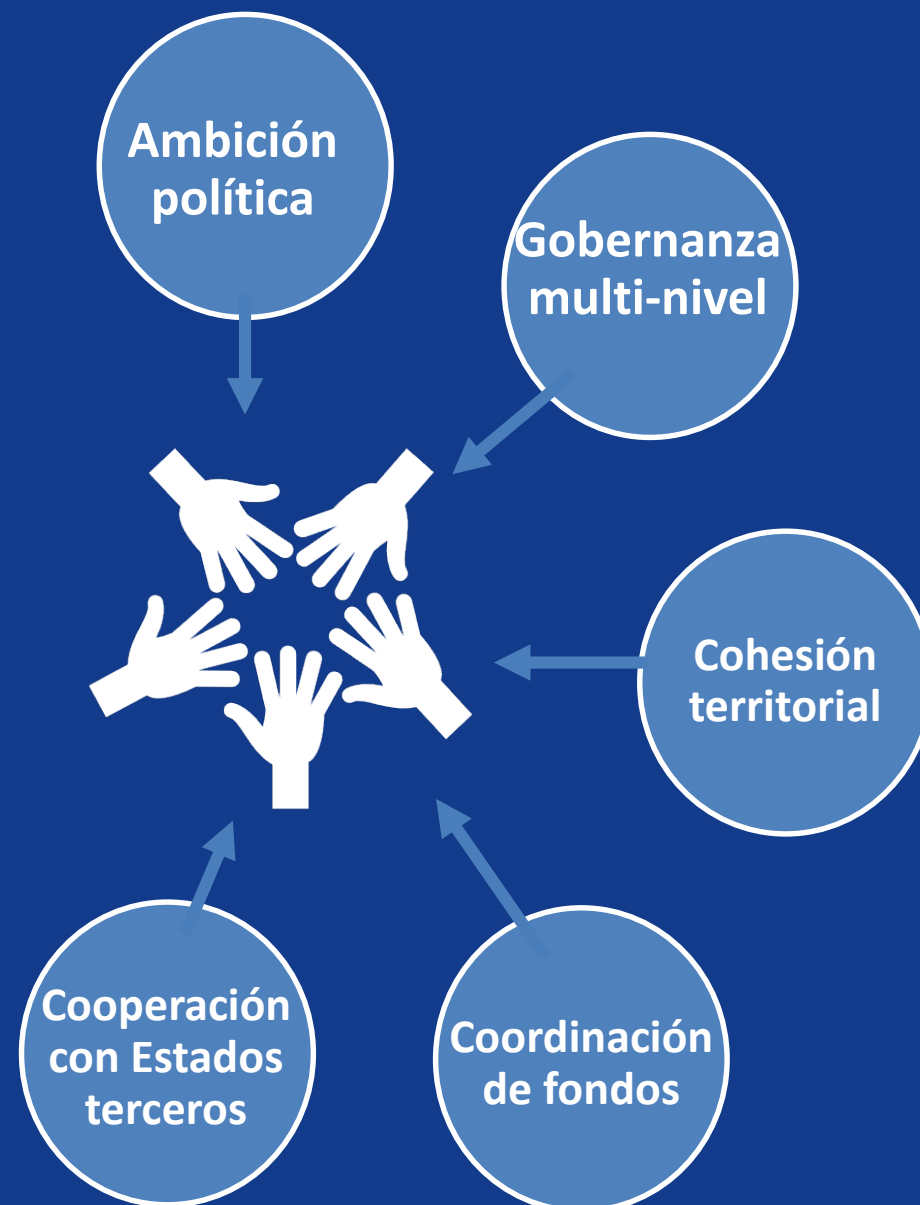 Ambición
política
Gobernanza
multi-nivel
Cohesión
territorial
Cooperación
con Estados
terceros
Coordinación
de fondos